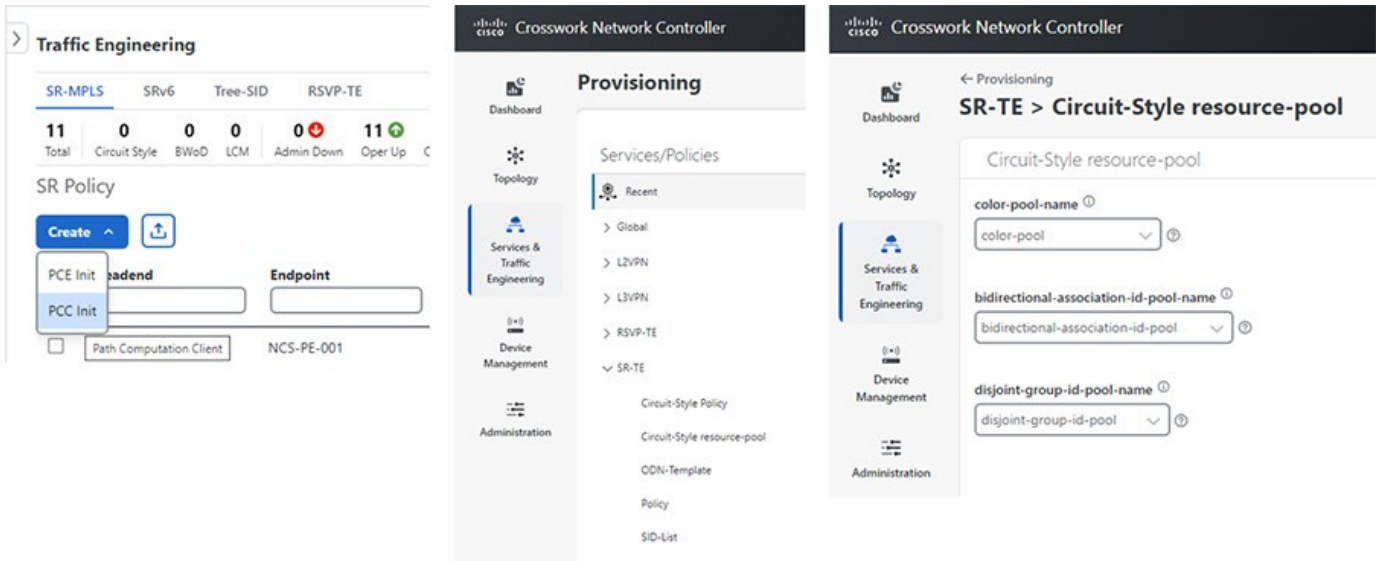 Traffic Engineering
SR-MPLS SRv6 Tree-SID RSVP-TE
11 0 0 0 0 11
Total Circuit Style BWoD LCM Admin Down Oper Up C
SR Policy
Create
PCE Init
PCC Init
eadend Endpoint
Path Computation Client NCS-PE-001
cisco Crosswork Network Controller
Dashboard
Topology
Services &
Traffic
Engineering
Device
Management
Administration
Provisioning
Services/Policies
Recent
Global
L2VPN
L3VPN
RSVP-TE
SR-TE
Circuit-Style Policy
Circuit-Style resource-pool
ODN-Template
Policy
SID-List
cisco Crosswork Network Controller
Dashboard
Topology
Services &
Traffic
Engineering
Device
Management
Administration
← Provisioning
SR-TE > Circuit-Style resource-pool
Circuit-Style resource-pool
color-pool-name
color-pool
bidirectional-association-id-pool-name
bidirectional-association-id-pool
disjoint-group-id-pool-name
disjoint-group-id-pool